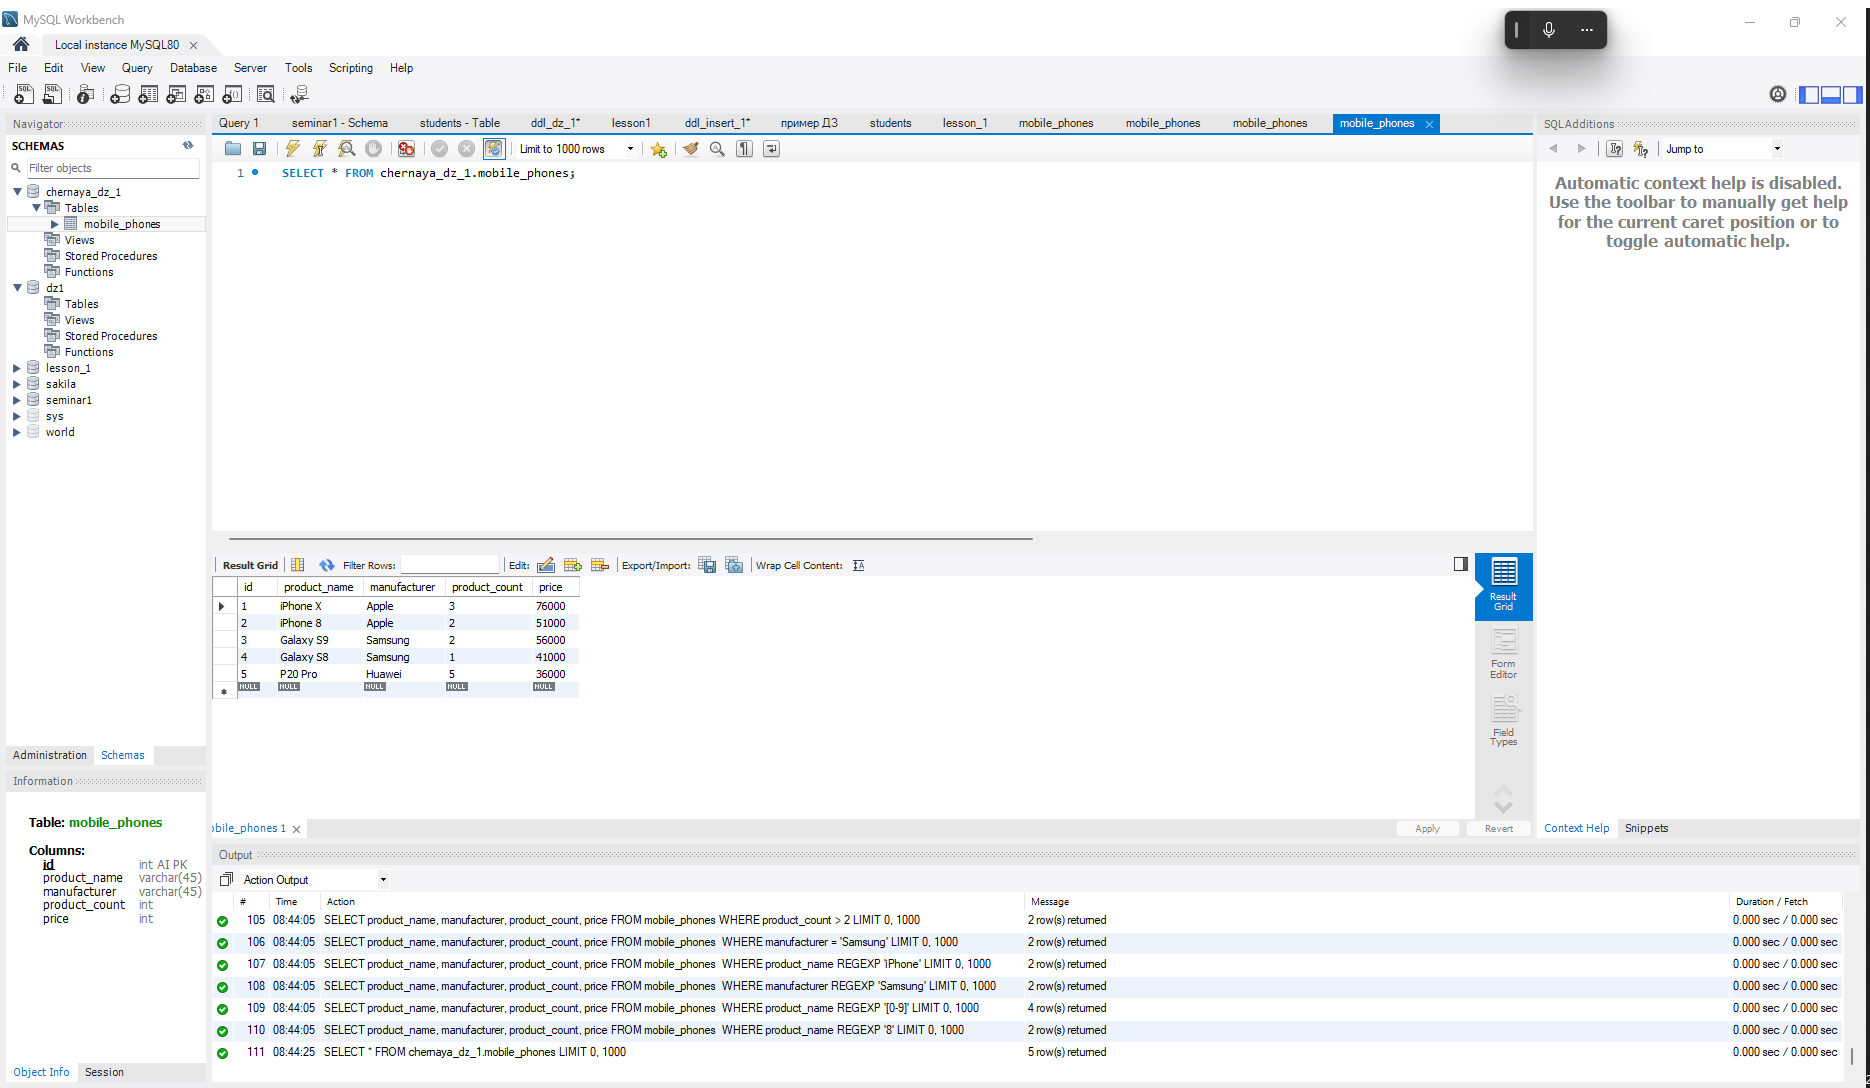 MySQL Workbench
Local instance MySQL80
File Edit View Query Database Server Tools Scripting Help
Navigator
SCHEMAS
Filter objects
chernaya_dz_1
Tables
mobile_phones
Views
Stored Procedures
Functions
dz1
Tables
Views
Stored Procedures
Functions
lesson_1
sakila
seminar1
sys
world
Administration Schemas
Information
Table: mobile_phones
Columns:
id int AI PK
product_name varchar(45)
manufacturer varchar(45)
product_count int
price int
Object Info Session
Query 1 seminar1 - Schema students - Table ddl_dz_1* lesson1 ddl_insert_1* пример ДЗ students lesson_1 mobile_phones mobile_phones mobile_phones mobile_phones
Limit to 1000 rows
1 SELECT * FROM chernaya_dz_1.mobile_phones;
Result Grid Filter Rows: Edit: Export/Import: Wrap Cell Content:
id product_name manufacturer product_count price
1 iPhone X Apple 3 76000
2 iPhone 8 Apple 2 51000
3 Galaxy S9 Samsung 2 56000
4 Galaxy S8 Samsung 1 41000
5 P20 Pro Huawei 5 36000
NULL NULL NULL NULL NULL
Result
Grid
Form
Editor
Field
Types
obile_phones 1
Apply Revert
SQLAdditions
Jump to
Automatic context help is disabled.
Use the toolbar to manually get help
for the current caret position or to
toggle automatic help.
Context Help Snippets
Output
Action Output
# Time Action Message Duration / Fetch
105 08:44:05 SELECT product_name, manufacturer, product_count, price FROM mobile_phones WHERE product_count > 2 LIMIT 0, 1000 2 row(s) returned 0.000 sec / 0.000 sec
106 08:44:05 SELECT product_name, manufacturer, product_count, price FROM mobile_phones WHERE manufacturer = 'Samsung' LIMIT 0, 1000 2 row(s) returned 0.000 sec / 0.000 sec
107 08:44:05 SELECT product_name, manufacturer, product_count, price FROM mobile_phones WHERE product_name REGEXP 'iPhone' LIMIT 0, 1000 2 row(s) returned 0.000 sec / 0.000 sec
108 08:44:05 SELECT product_name, manufacturer, product_count, price FROM mobile_phones WHERE manufacturer REGEXP 'Samsung' LIMIT 0, 1000 2 row(s) returned 0.000 sec / 0.000 sec
109 08:44:05 SELECT product_name, manufacturer, product_count, price FROM mobile_phones WHERE product_name REGEXP '[0-9]' LIMIT 0, 1000 4 row(s) returned 0.000 sec / 0.000 sec
110 08:44:05 SELECT product_name, manufacturer, product_count, price FROM mobile_phones WHERE product_name REGEXP '8' LIMIT 0, 1000 2 row(s) returned 0.000 sec / 0.000 sec
111 08:44:25 SELECT * FROM chernaya_dz_1.mobile_phones LIMIT 0, 1000 5 row(s) returned 0.000 sec / 0.000 sec